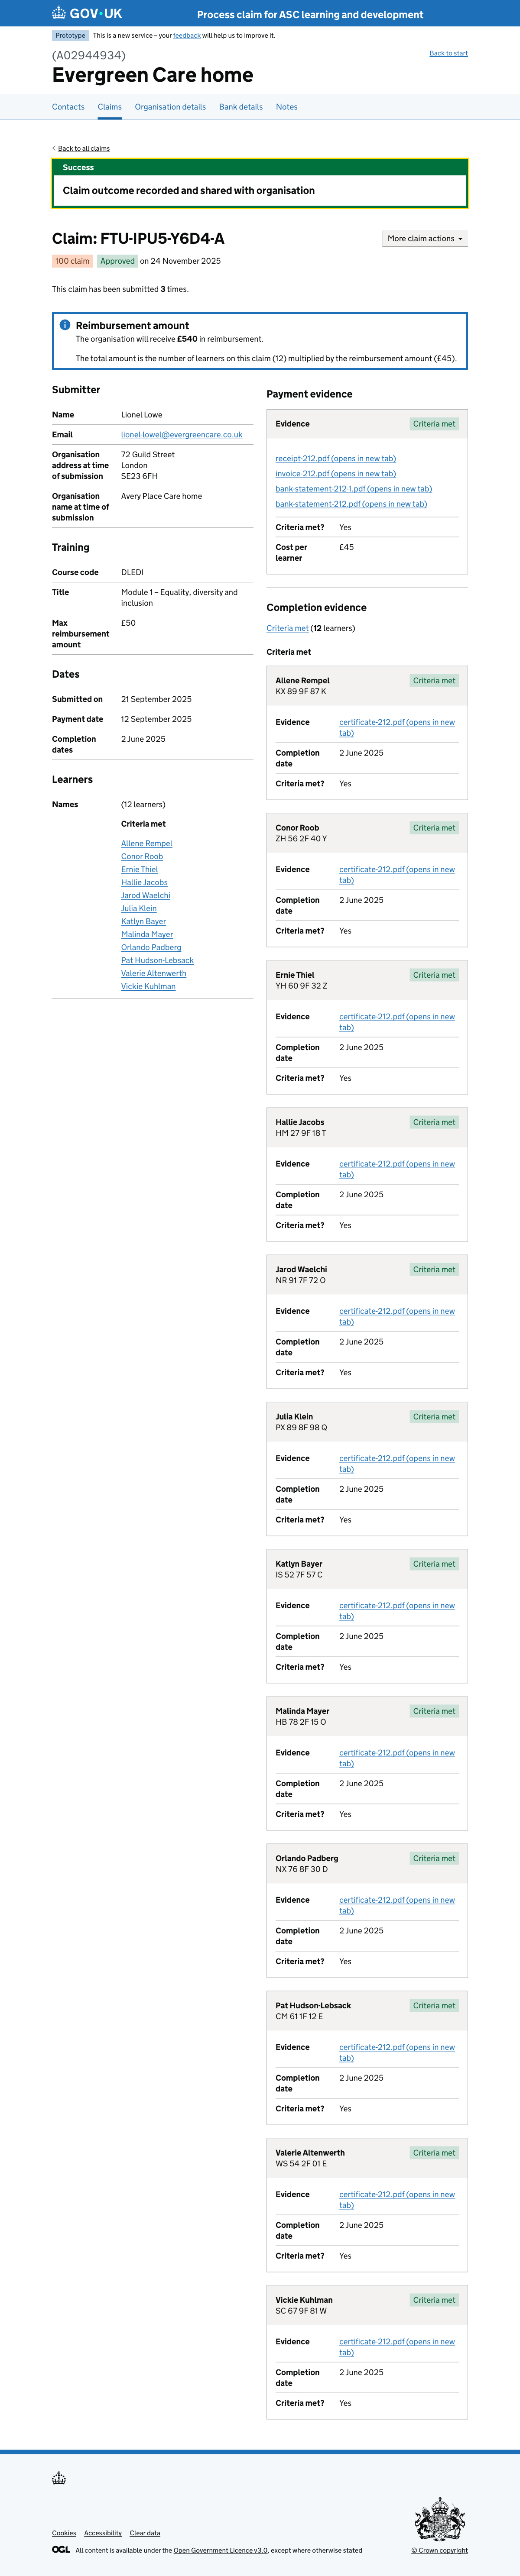 GOV.UK
Process claim for ASC learning and development
Prototype
This is a new service – your feedback will help us to improve it.
(A02944934)
Back to start
Evergreen Care home
Contacts
Claims
Organisation details
Bank details
Notes
Back to all claims
Success
Claim outcome recorded and shared with organisation
Claim: FTU-IPU5-Y6D4-A
More claim actions
100 claim
Approved on 24 November 2025
This claim has been submitted 3 times.
Reimbursement amount
The organisation will receive £540 in reimbursement.
The total amount is the number of learners on this claim (12) multiplied by the reimbursement amount (£45).
Submitter
Name
Lionel Lowe
Email
lionel-lowel@evergreencare.co.uk
Organisation
address at time
of submission
72 Guild Street
London
SE23 6FH
Organisation
name at time of
submission
Avery Place Care home
Training
Course code
DLEDI
Title
Module 1 – Equality, diversity and
inclusion
Max
reimbursement
amount
£50
Dates
Submitted on
21 September 2025
Payment date
12 September 2025
Completion
dates
2 June 2025
Learners
Names
(12 learners)
Criteria met
Allene Rempel
Conor Roob
Ernie Thiel
Hallie Jacobs
Jarod Waelchi
Julia Klein
Katlyn Bayer
Malinda Mayer
Orlando Padberg
Pat Hudson-Lebsack
Valerie Altenwerth
Vickie Kuhlman
Payment evidence
Evidence
Criteria met
receipt-212.pdf (opens in new tab)
invoice-212.pdf (opens in new tab)
bank-statement-212-1.pdf (opens in new tab)
bank-statement-212.pdf (opens in new tab)
Criteria met?
Yes
Cost per
learner
£45
Completion evidence
Criteria met (12 learners)
Criteria met
Allene Rempel
KX 89 9F 87 K
Criteria met
Evidence
certificate-212.pdf (opens in new
tab)
Completion
date
2 June 2025
Criteria met?
Yes
Conor Roob
ZH 56 2F 40 Y
Criteria met
Evidence
certificate-212.pdf (opens in new
tab)
Completion
date
2 June 2025
Criteria met?
Yes
Ernie Thiel
YH 60 9F 32 Z
Criteria met
Evidence
certificate-212.pdf (opens in new
tab)
Completion
date
2 June 2025
Criteria met?
Yes
Hallie Jacobs
HM 27 9F 18 T
Criteria met
Evidence
certificate-212.pdf (opens in new
tab)
Completion
date
2 June 2025
Criteria met?
Yes
Jarod Waelchi
NR 91 7F 72 O
Criteria met
Evidence
certificate-212.pdf (opens in new
tab)
Completion
date
2 June 2025
Criteria met?
Yes
Julia Klein
PX 89 8F 98 Q
Criteria met
Evidence
certificate-212.pdf (opens in new
tab)
Completion
date
2 June 2025
Criteria met?
Yes
Katlyn Bayer
IS 52 7F 57 C
Criteria met
Evidence
certificate-212.pdf (opens in new
tab)
Completion
date
2 June 2025
Criteria met?
Yes
Malinda Mayer
HB 78 2F 15 O
Criteria met
Evidence
certificate-212.pdf (opens in new
tab)
Completion
date
2 June 2025
Criteria met?
Yes
Orlando Padberg
NX 76 8F 30 D
Criteria met
Evidence
certificate-212.pdf (opens in new
tab)
Completion
date
2 June 2025
Criteria met?
Yes
Pat Hudson-Lebsack
CM 61 1F 12 E
Criteria met
Evidence
certificate-212.pdf (opens in new
tab)
Completion
date
2 June 2025
Criteria met?
Yes
Valerie Altenwerth
WS 54 2F 01 E
Criteria met
Evidence
certificate-212.pdf (opens in new
tab)
Completion
date
2 June 2025
Criteria met?
Yes
Vickie Kuhlman
SC 67 9F 81 W
Criteria met
Evidence
certificate-212.pdf (opens in new
tab)
Completion
date
2 June 2025
Criteria met?
Yes
Cookies
Accessibility
Clear data
OGL
All content is available under the Open Government Licence v3.0, except where otherwise stated
© Crown copyright